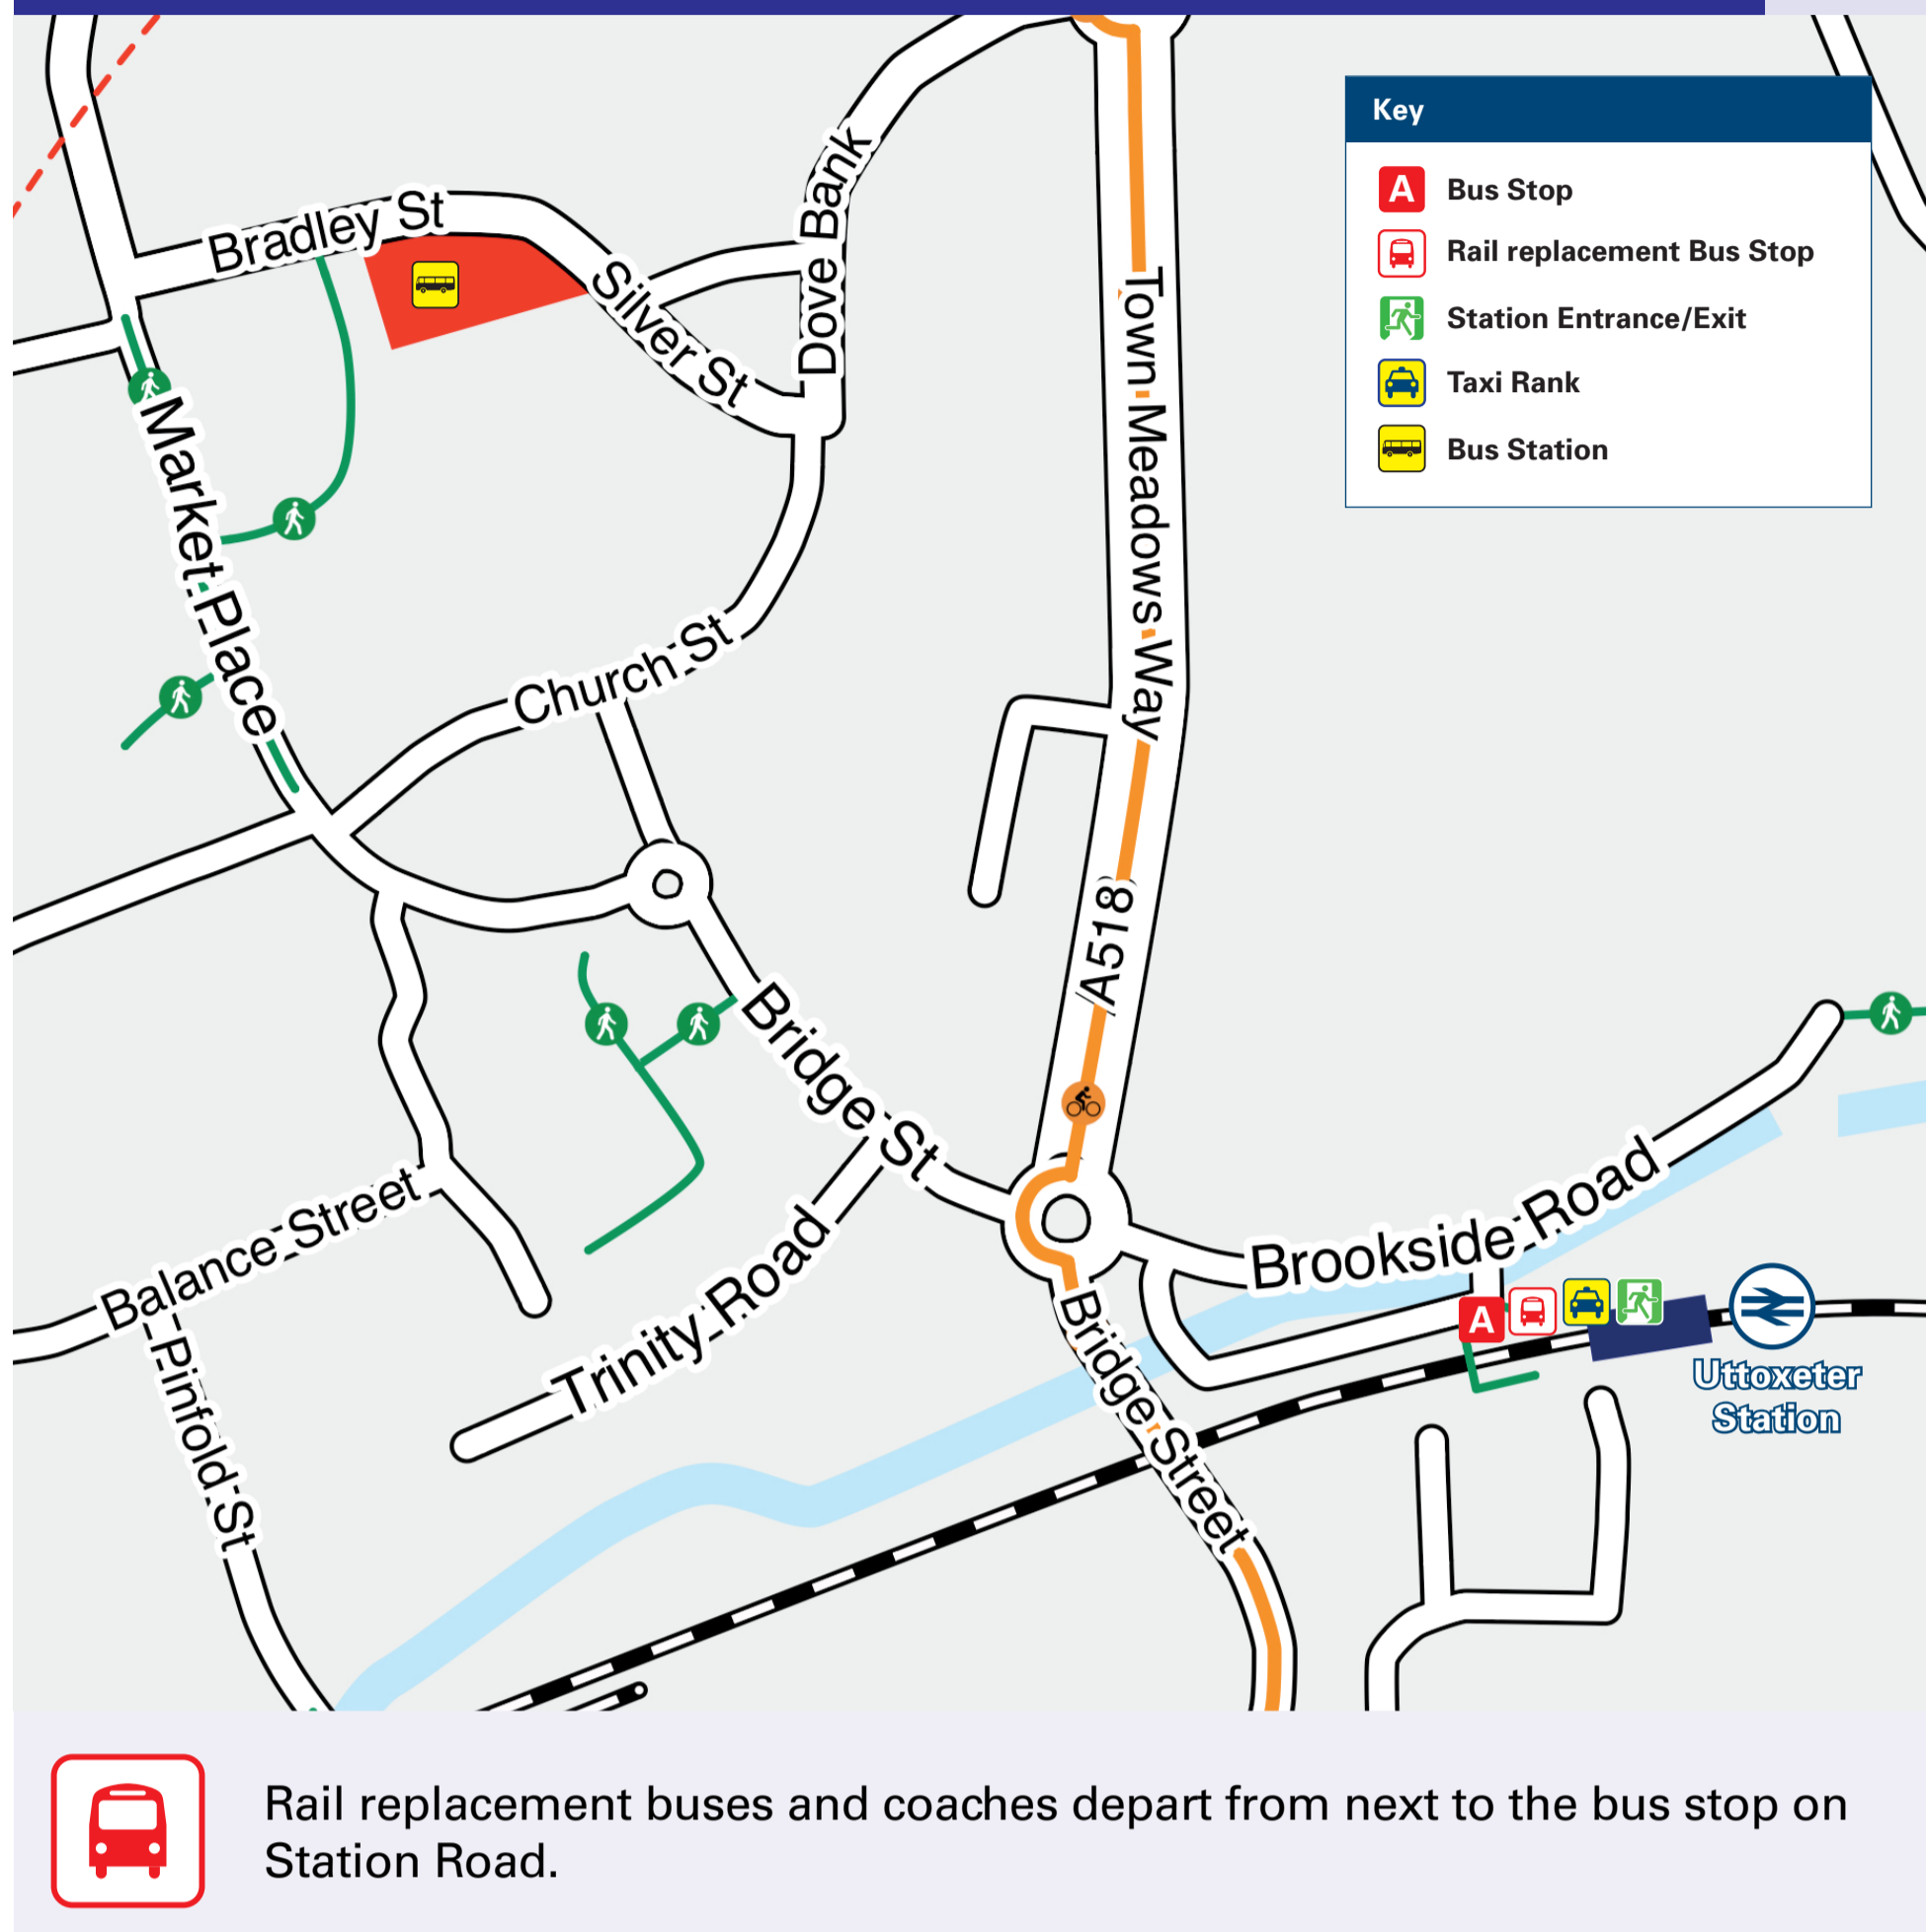 Key
A Bus Stop
Rail replacement Bus Stop
Station Entrance/Exit
Taxi Rank
Bus Station
Bradley St
Silver St
Dove Bank
Town Meadows Way
(A518)
Market Place
Church St
Bridge St
Balance Street
Pinfold St
Trinity Road
Brookside Road
Bridge Street
A
Uttoxeter
Station
Rail replacement buses and coaches depart from next to the bus stop on
Station Road.